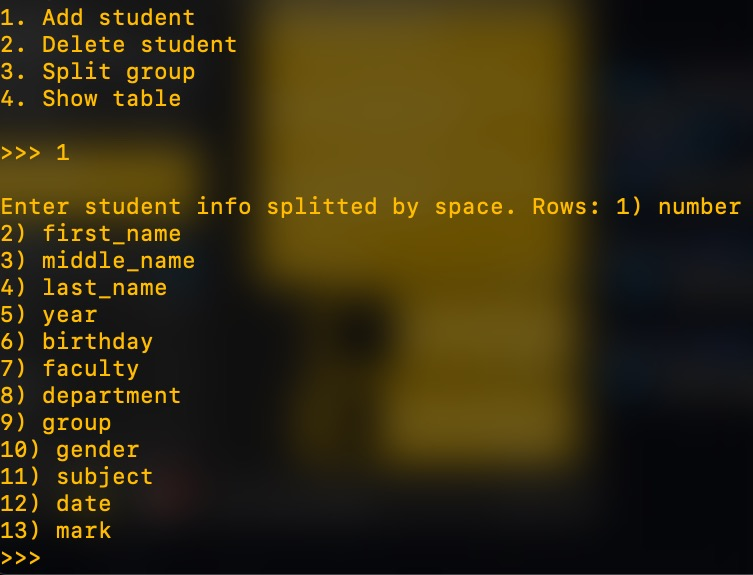 1. Add student
2. Delete student
3. Split group
4. Show table
>>> 1
Enter student info splitted by space. Rows: 1) number
2) first_name
3) middle_name
4) last_name
5) year
6) birthday
7) faculty
8) department
9) group
10) gender
11) subject
12) date
13) mark
>>>